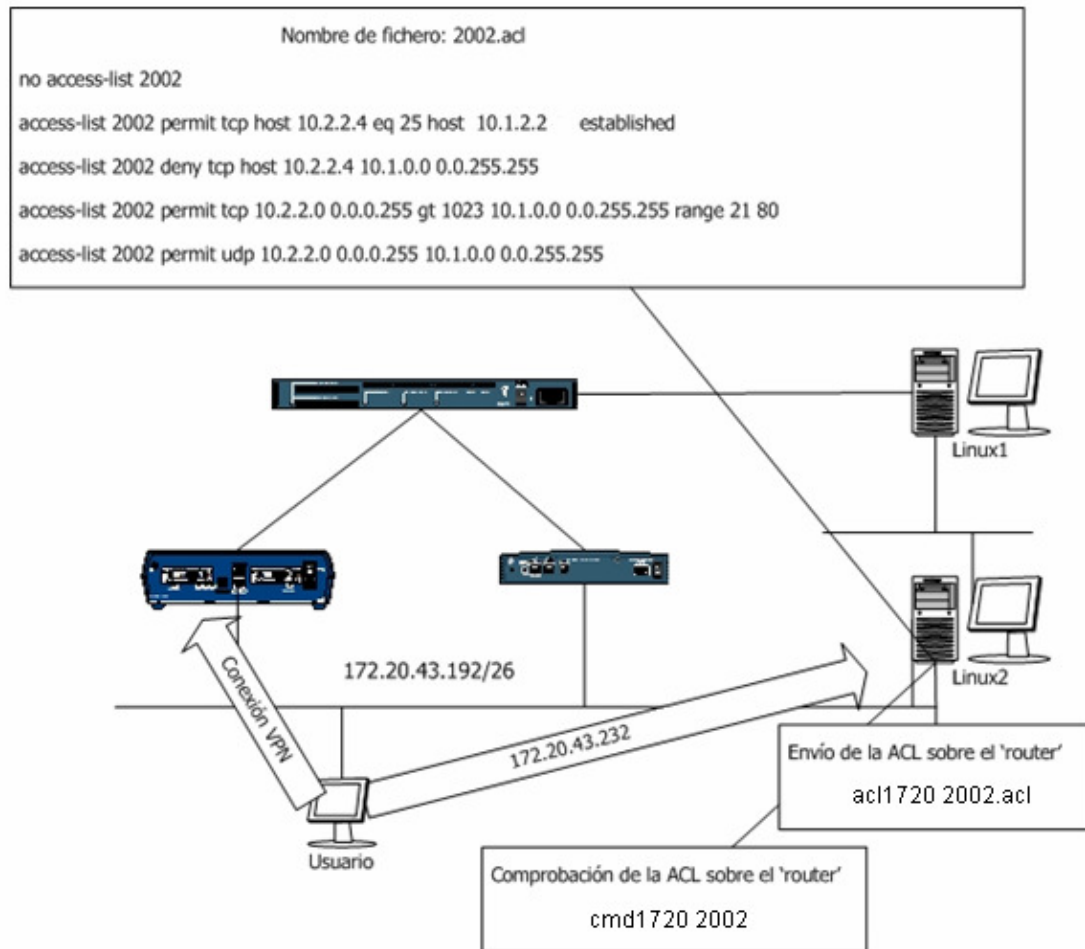 Nombre de fichero: 2002.acl
no access-list 2002
access-list 2002 permit tcp host 10.2.2.4 eq 25 host 10.1.2.2 established
access-list 2002 deny tcp host 10.2.2.4 10.1.0.0 0.0.255.255
access-list 2002 permit tcp 10.2.2.0 0.0.0.255 gt 1023 10.1.0.0 0.0.255.255 range 21 80
access-list 2002 permit udp 10.2.2.0 0.0.0.255 10.1.0.0 0.0.255.255
Linux1
Linux2
172.20.43.192/26
Conexión VPN
172.20.43.232
Usuario
Envío de la ACL sobre el 'router'
acl1720 2002.acl
Comprobación de la ACL sobre el 'router'
cmd1720 2002